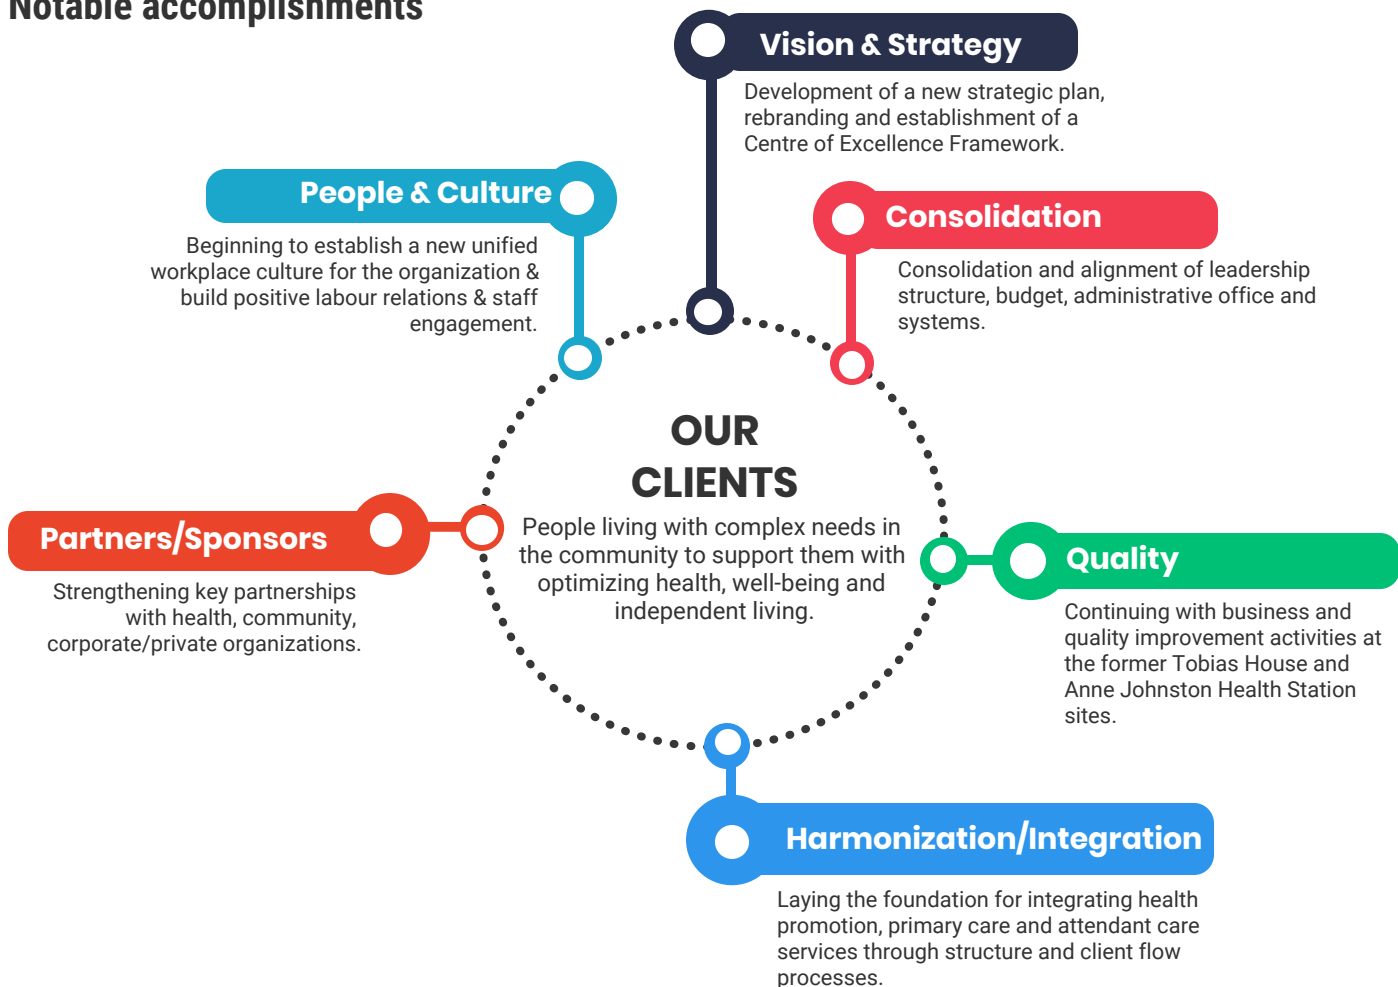 Notable accomplishments
Vision & Strategy
Development of a new strategic plan,
rebranding and establishment of a
Centre of Excellence Framework.
People & Culture
Beginning to establish a new unified
workplace culture for the organization &
build positive labour relations & staff
engagement.
Consolidation
Consolidation and alignment of leadership
structure, budget, administrative office and
systems.
OUR
CLIENTS
People living with complex needs in
the community to support them with
optimizing health, well-being and
independent living.
Partners/Sponsors
Strengthening key partnerships
with health, community,
corporate/private organizations.
Quality
Continuing with business and
quality improvement activities at
the former Tobias House and
Anne Johnston Health Station
sites.
Harmonization/Integration
Laying the foundation for integrating health
promotion, primary care and attendant care
services through structure and client flow
processes.